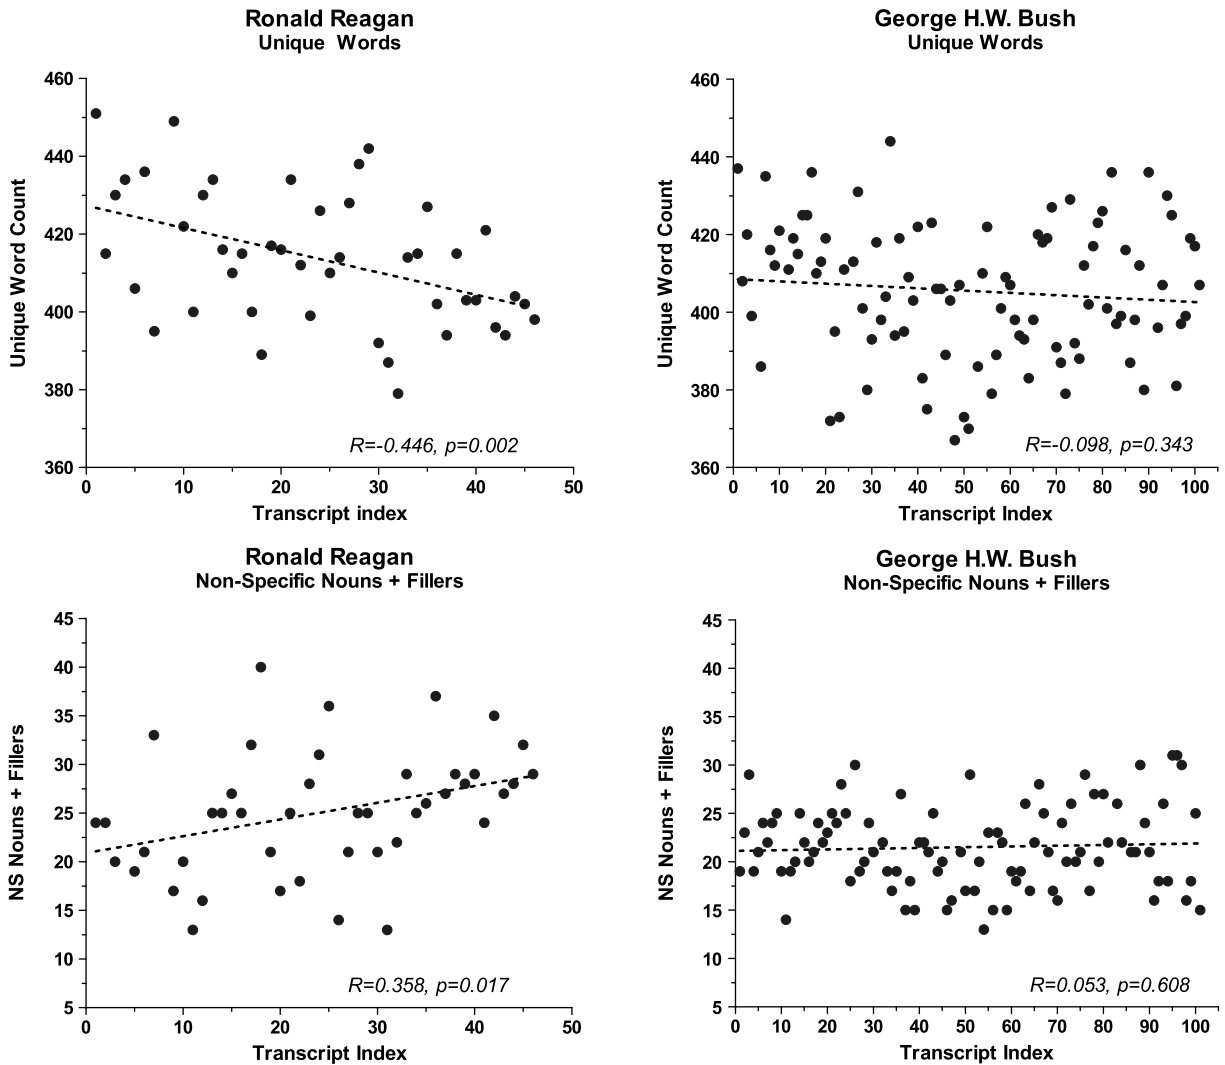 Ronald Reagan
Unique Words
460
440
420
400
380
360
Unique Word Count
R=-0.446, p=0.002
0 10 20 30 40 50
Transcript index
George H.W. Bush
Unique Words
460
440
420
400
380
360
Unique Word Count
R=-0.098, p=0.343
0 10 20 30 40 50 60 70 80 90 100
Transcript Index
Ronald Reagan
Non-Specific Nouns + Fillers
45
40
35
30
25
20
15
10
5
NS Nouns + Fillers
R=0.358, p=0.017
0 10 20 30 40 50
Transcript Index
George H.W. Bush
Non-Specific Nouns + Fillers
45
40
35
30
25
20
15
10
5
NS Nouns + Fillers
R=0.053, p=0.608
0 10 20 30 40 50 60 70 80 90 100
Transcript Index